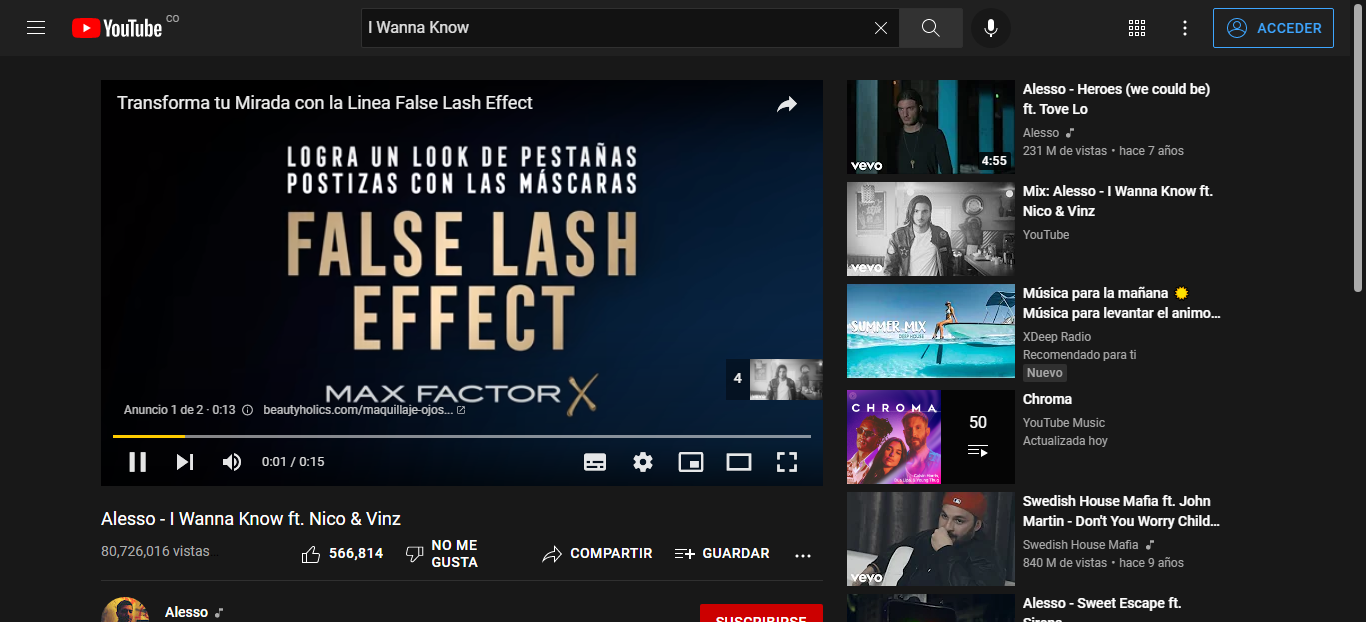 YouTube CO
I Wanna Know
ACCEDER
Transforma tu Mirada con la Linea False Lash Effect
LOGRA UN LOOK DE PESTAÑAS
POSTIZAS CON LAS MÁSCARAS
FALSE LASH
EFFECT
MAX FACTOR X
4
Anuncio 1 de 2 · 0:13
beautyholics.com/maquillaje-ojos...
0:01 / 0:15
Alesso - I Wanna Know ft. Nico & Vinz
80,726,016 vistas
566,814
NO ME
GUSTA
COMPARTIR
GUARDAR
Alesso
SUSCRIBIRSE
vevo
4:55
Alesso - Heroes (we could be)
ft. Tove Lo
Alesso
231 M de vistas • hace 7 años
vevo
Mix: Alesso - I Wanna Know ft.
Nico & Vinz
YouTube
SUMMER MIX
DEEP HOUSE
Música para la mañana
Música para levantar el animo...
XDeep Radio
Recomendado para ti
Nuevo
CHROMA
50
Chroma
YouTube Music
Actualizada hoy
vevo
Swedish House Mafia ft. John
Martin - Don't You Worry Child...
Swedish House Mafia
840 M de vistas • hace 9 años
Alesso - Sweet Escape ft.
Sirena